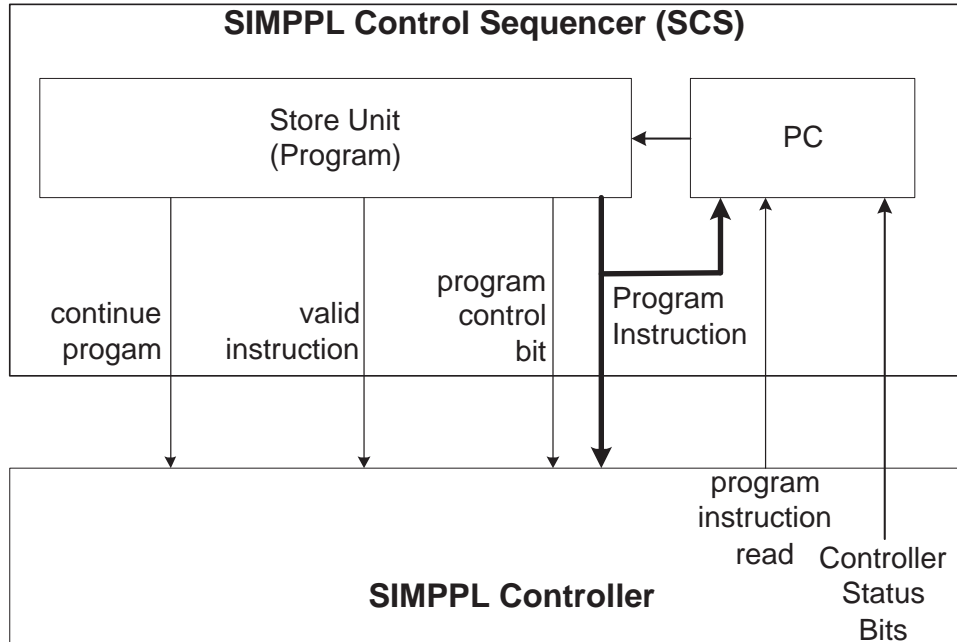 SIMPPL Control Sequencer (SCS)
Store Unit
(Program)
PC
continue
progam
valid
instruction
program
control
bit
Program
Instruction
program
instruction
read
Controller
Status
Bits
SIMPPL Controller